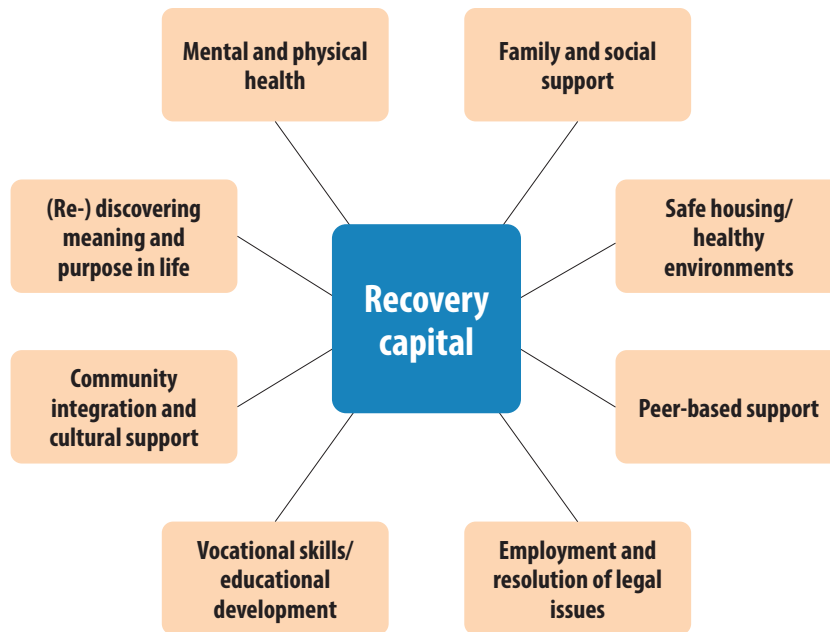 Mental and physical
health
Family and social
support
(Re-) discovering
meaning and
purpose in life
Safe housing/
healthy
environments
Recovery
capital
Community
integration and
cultural support
Peer-based support
Vocational skills/
educational
development
Employment and
resolution of legal
issues